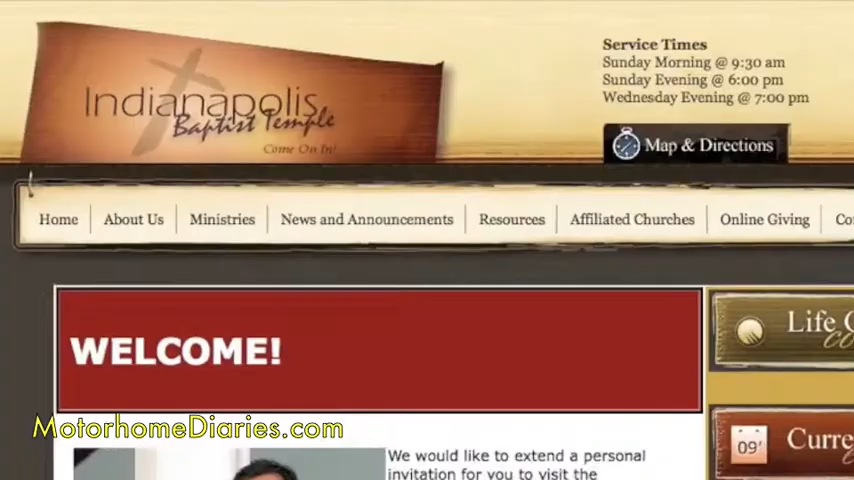 Indianapolis
Baptist Temple
Come On In!
Service Times
Sunday Morning @ 9:30 am
Sunday Evening @ 6:00 pm
Wednesday Evening @ 7:00 pm
Map & Directions
Home
About Us
Ministries
News and Announcements
Resources
Affiliated Churches
Online Giving
WELCOME!
Life
09'
MotorhomeDiaries.com
We would like to extend a personal
invitation for you to visit the